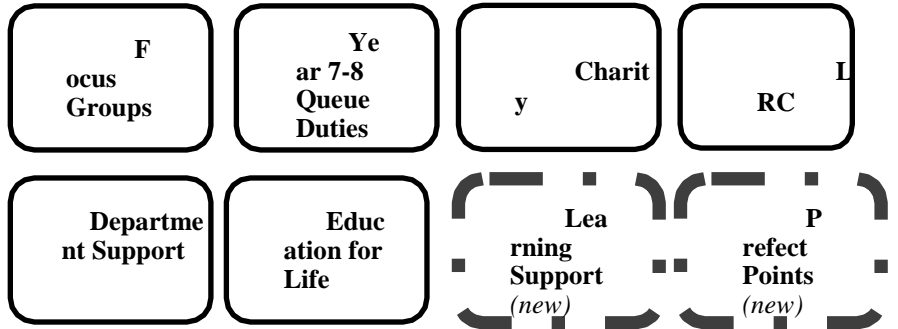 F
ocus
Groups
Ye
ar 7-8
Queue
Duties
Charit
y
L
RC
Departme
nt Support
Educ
ation for
Life
Lea
rning
Support
(new)
P
refect
Points
(new)